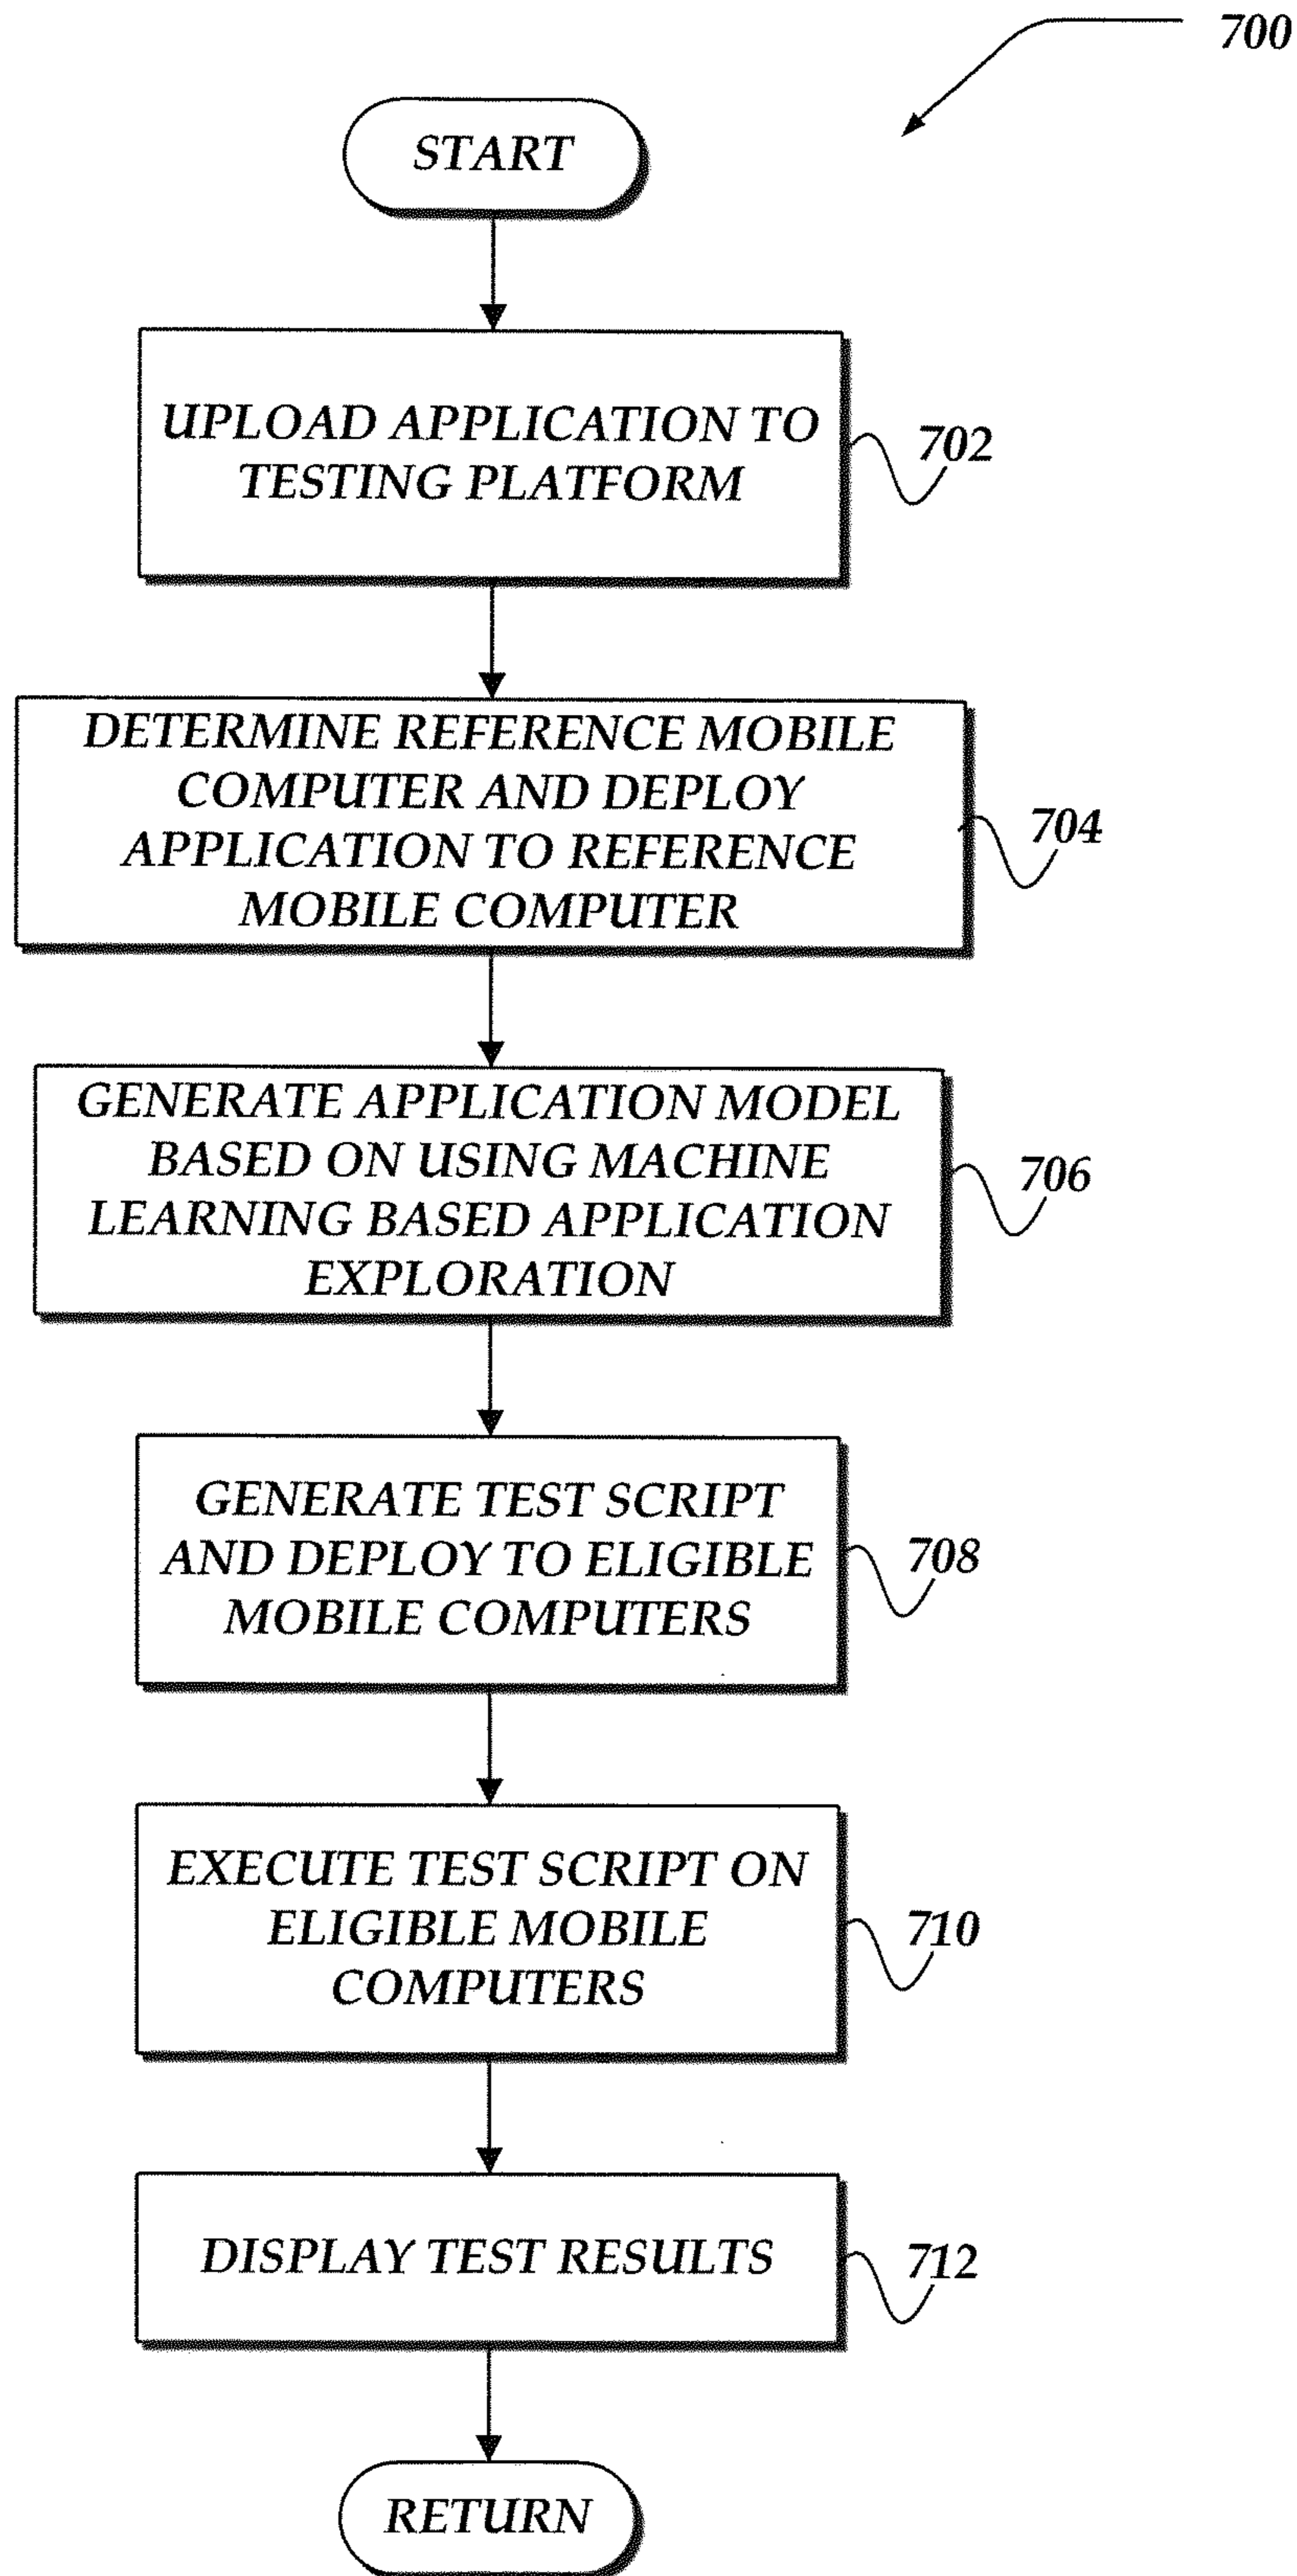 700
START
UPLOAD APPLICATION TO
TESTING PLATFORM
702
DETERMINE REFERENCE MOBILE
COMPUTER AND DEPLOY
APPLICATION TO REFERENCE
MOBILE COMPUTER
704
GENERATE APPLICATION MODEL
BASED ON USING MACHINE
LEARNING BASED APPLICATION
EXPLORATION
706
GENERATE TEST SCRIPT
AND DEPLOY TO ELIGIBLE
MOBILE COMPUTERS
708
EXECUTE TEST SCRIPT ON
ELIGIBLE MOBILE
COMPUTERS
710
DISPLAY TEST RESULTS
712
RETURN